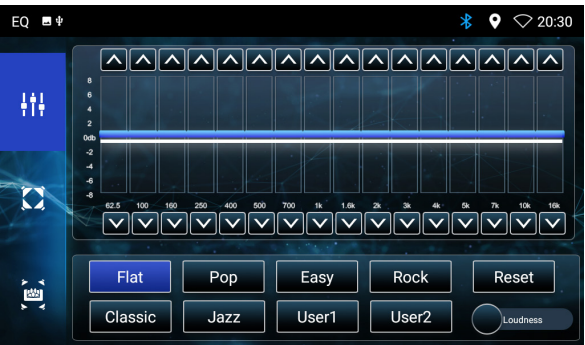 EQ 20:30
8
6
4
2
0db
-2
-4
-6
-8
62.5 100 160 250 400 500 700 1k 1.6k 2k 3k 4k 5k 7k 10k 16k
Flat Pop Easy Rock Reset
Classic Jazz User1 User2 Loudness